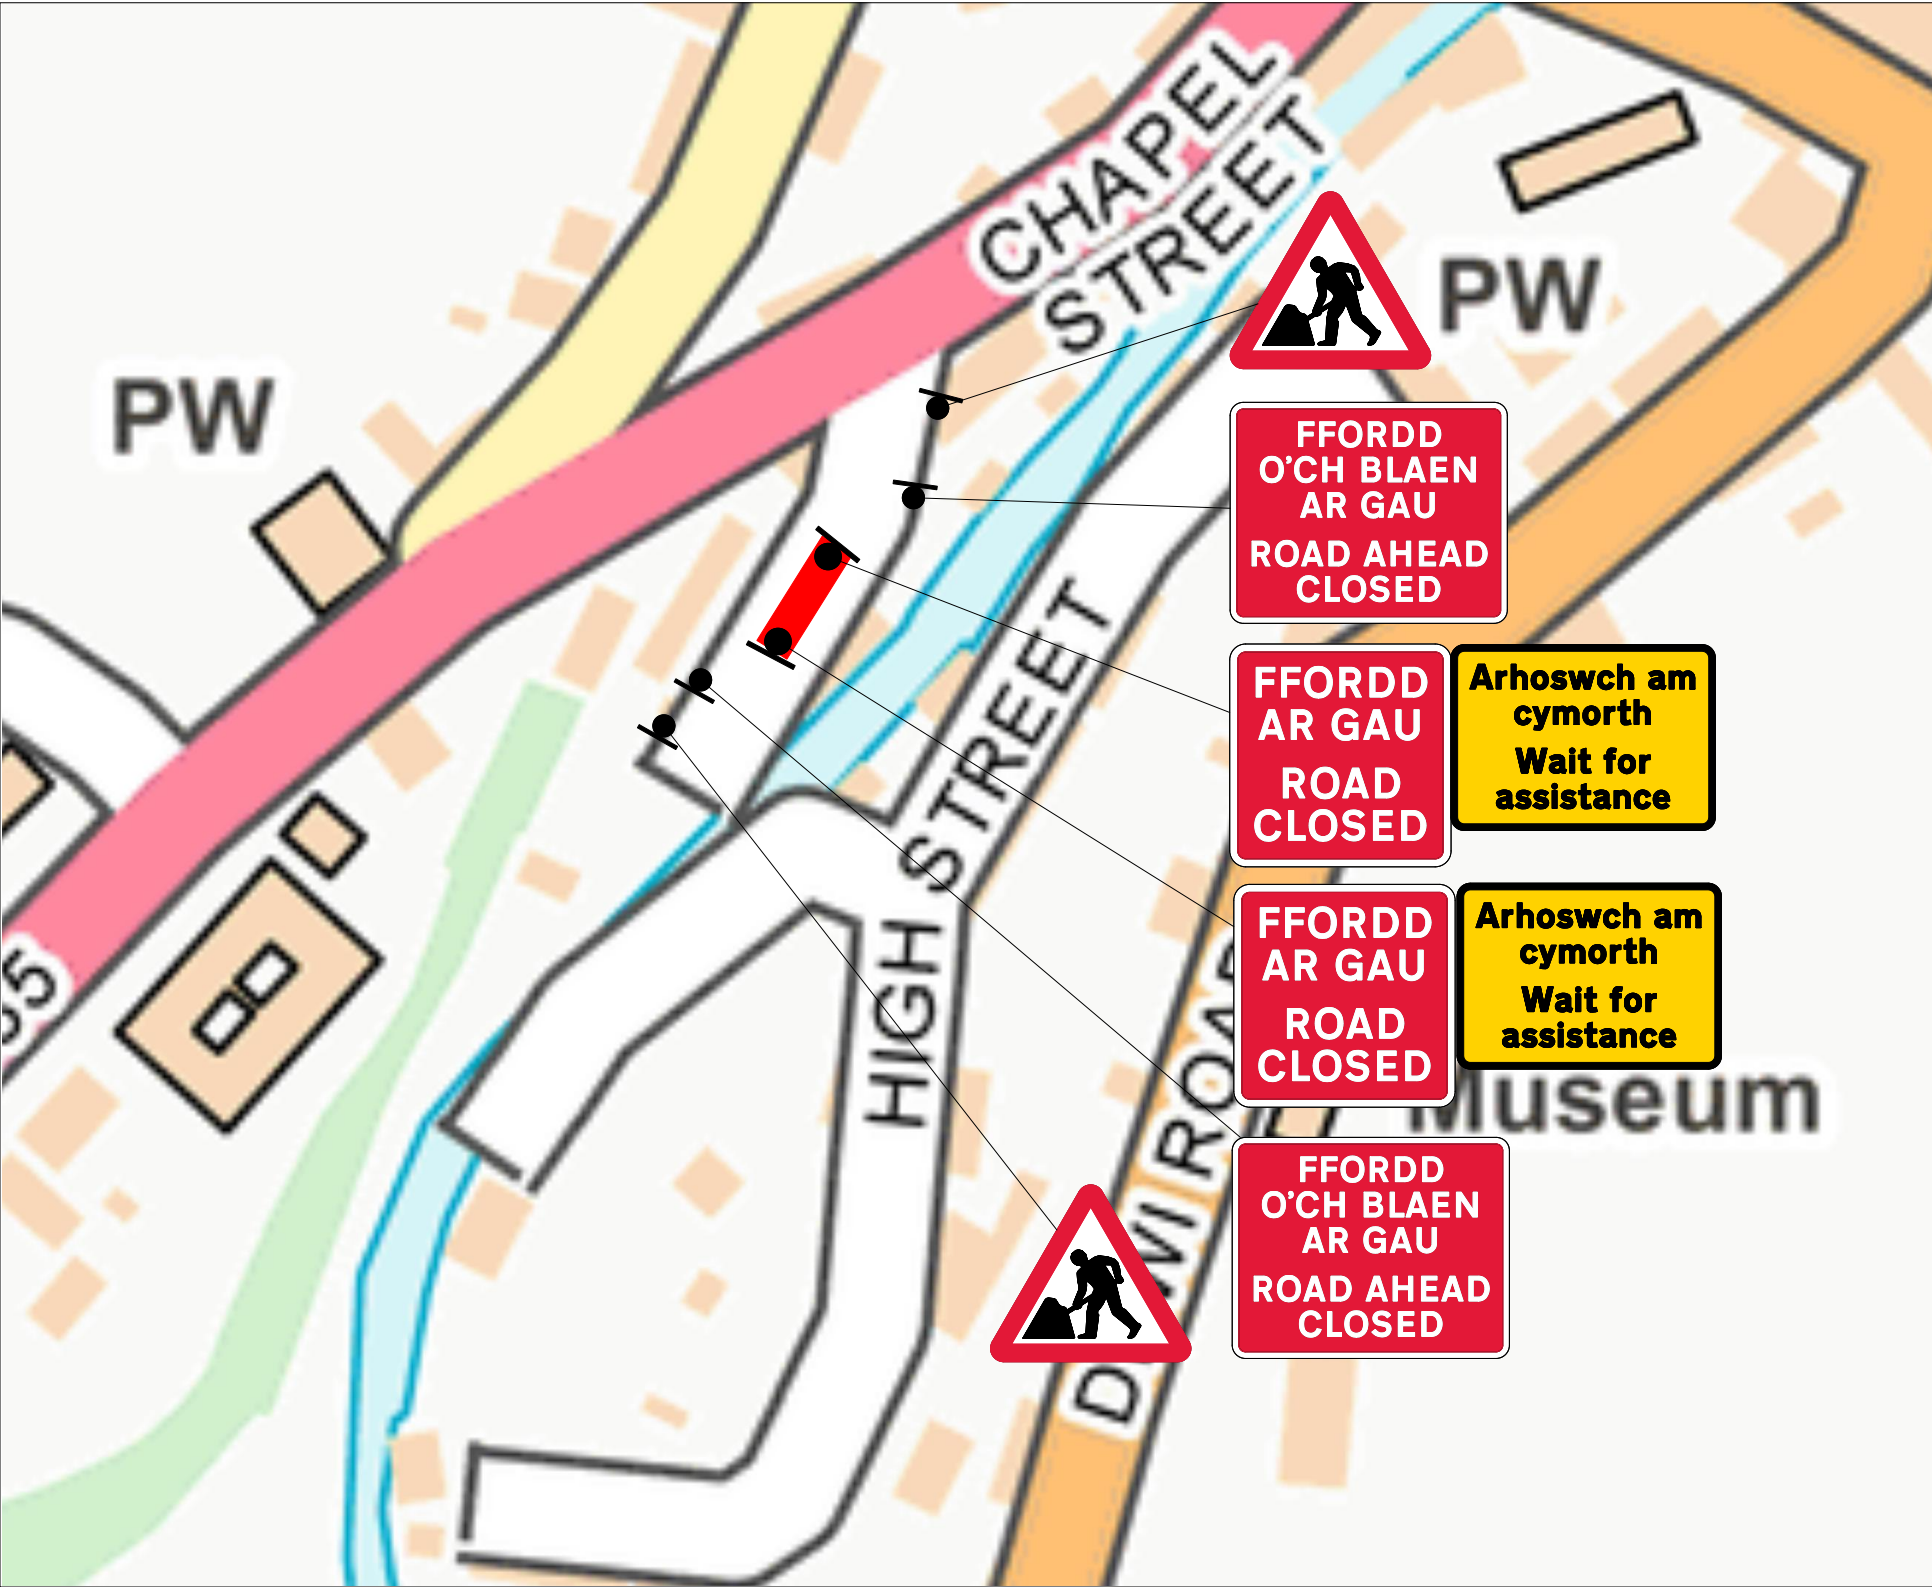 CHAPEL
STREET
PW
PW
FFORDD
O'CH BLAEN
AR GAU
ROAD AHEAD
CLOSED
FFORDD
AR GAU
ROAD
CLOSED
Arhoswch am
cymorth
Wait for
assistance
HIGH STREET
FFORDD
AR GAU
ROAD
CLOSED
Arhoswch am
cymorth
Wait for
assistance
Museum
FFORDD
O'CH BLAEN
AR GAU
ROAD AHEAD
CLOSED